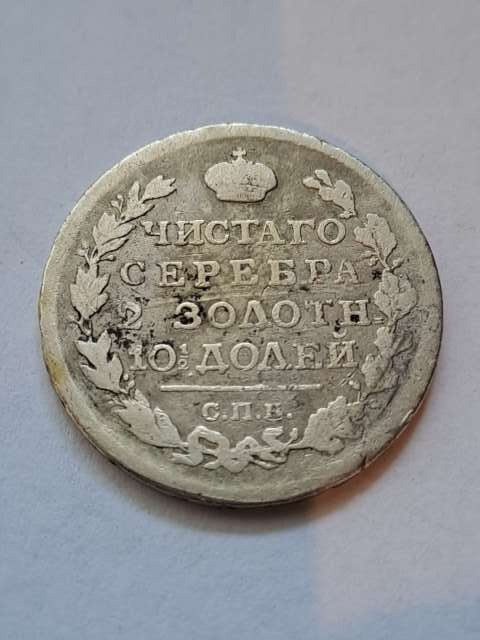 ЧИСТАГО
СЕРЕБРА
2 ЗОЛОТН.
10½ ДОЛЕЙ
С.П.Б.